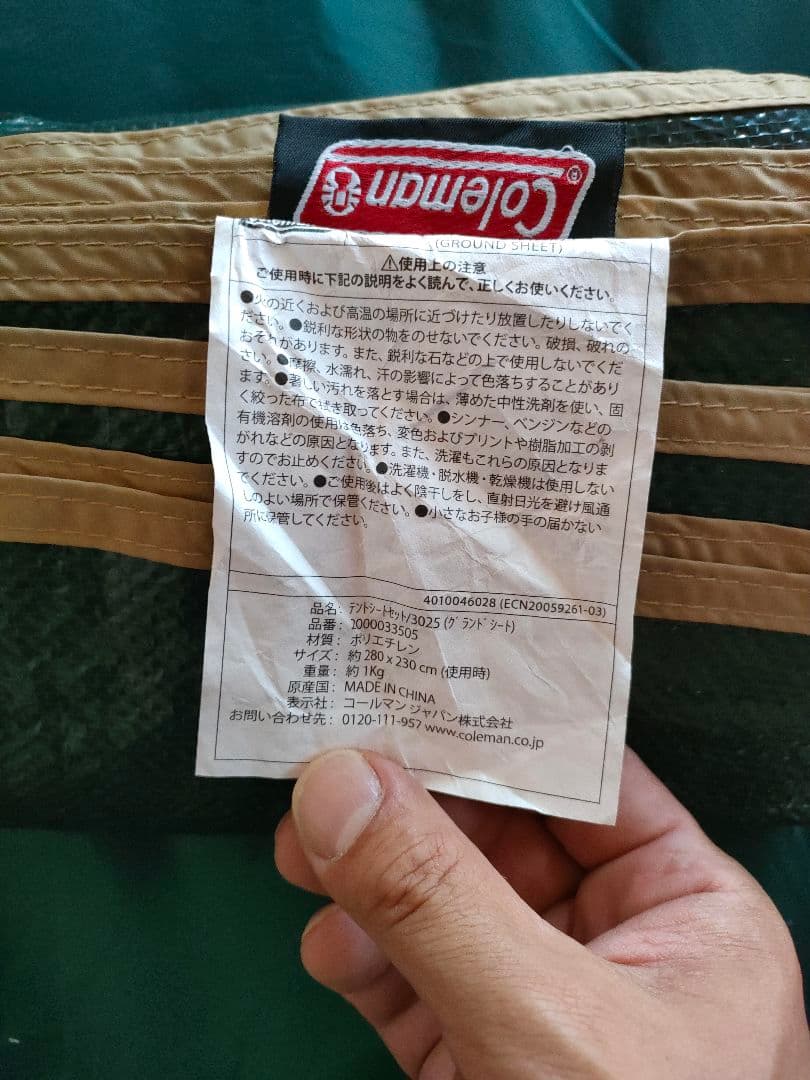 Coleman®
(GROUND SHEET)
⚠使用上の注意
ご使用時に下記の説明をよく読んで、正しくお使いください。
●火の近くおよび高温の場所に近づけたり放置したりしないでく
ださい。●鋭利な形状の物をのせないでください。破損、破れの
おそれがあります。また、鋭利な石などの上で使用しないでくだ
さい。●摩擦、水濡れ、汗の影響によって色落ちすることがあり
ます。●著しい汚れを落とす場合は、薄めた中性洗剤を使い、固
く絞った布で拭き取ってください。●シンナー、ベンジンなどの
有機溶剤の使用は色落ち、変色およびプリントや樹脂加工の剥
がれなどの原因となります。また、洗濯もこれらの原因となりま
すのでお止めください。●洗濯機・脱水機・乾燥機は使用しない
でください。●ご使用後はよく陰干しをし、直射日光を避け風通
しのよい場所で保管ください。●小さなお子様の手の届かない
所に保管してください。
4010046028 (ECN20059261-03)
品名: テントシートセット/3025 (グランドシート)
品番: 2000033505
材質: ポリエチレン
サイズ: 約 280 x 230 cm (使用時)
重量: 約 1Kg
原産国: MADE IN CHINA
表示社: コールマン ジャパン株式会社
お問い合わせ先: 0120-111-957 www.coleman.co.jp